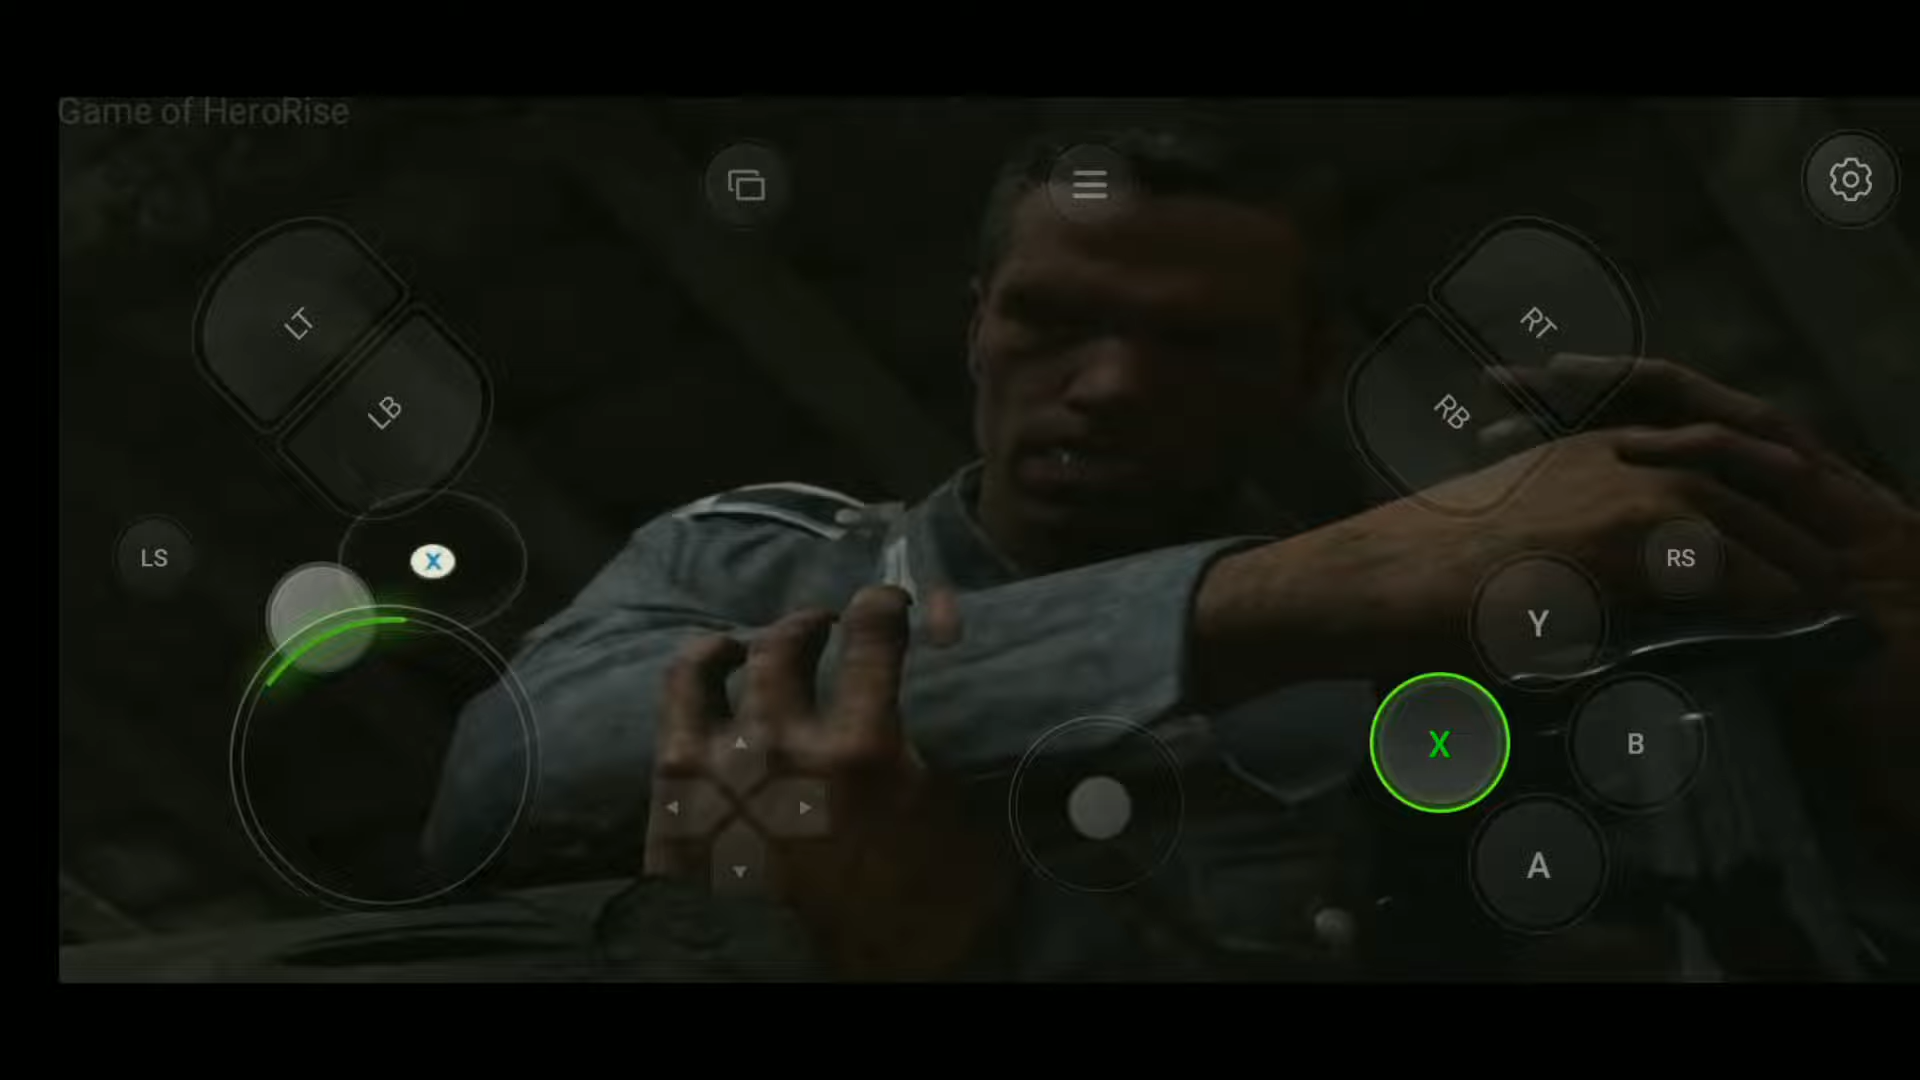 Game of HeroRise
LT
RT
LB
RB
LS
X
RS
Y
X
B
A